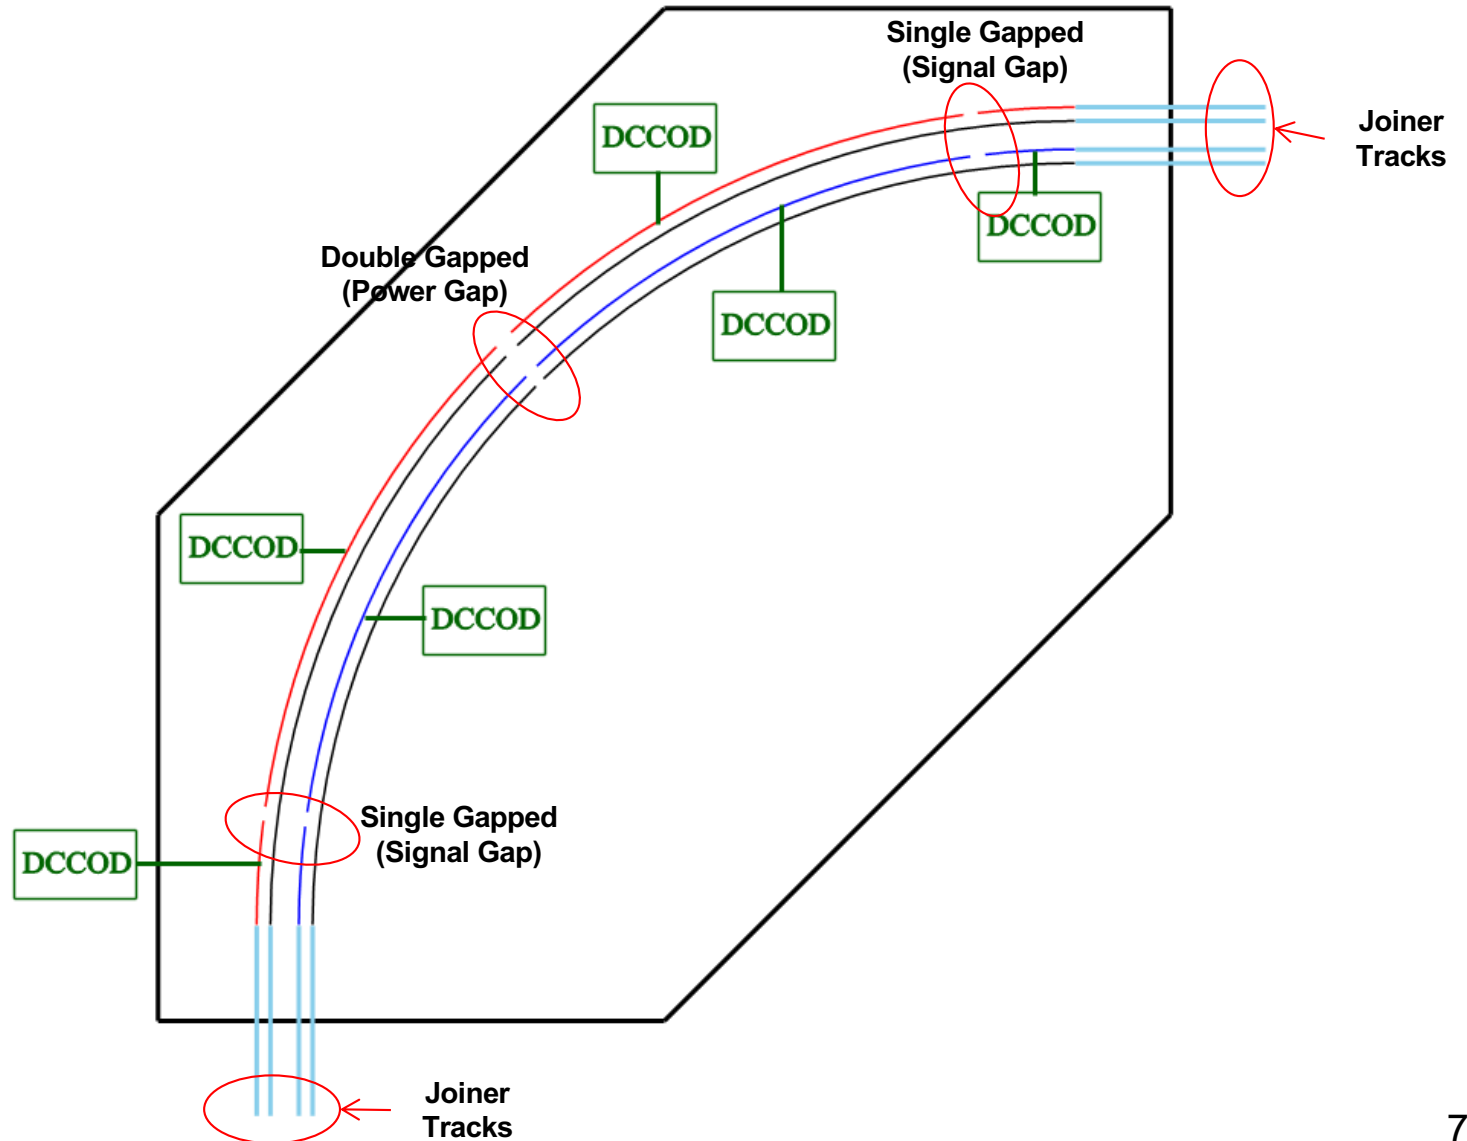 Single Gapped
(Signal Gap)
Joiner
Tracks
DCCOD
DCCOD
Double Gapped
(Power Gap)
DCCOD
DCCOD
DCCOD
Single Gapped
(Signal Gap)
DCCOD
Joiner
Tracks
7